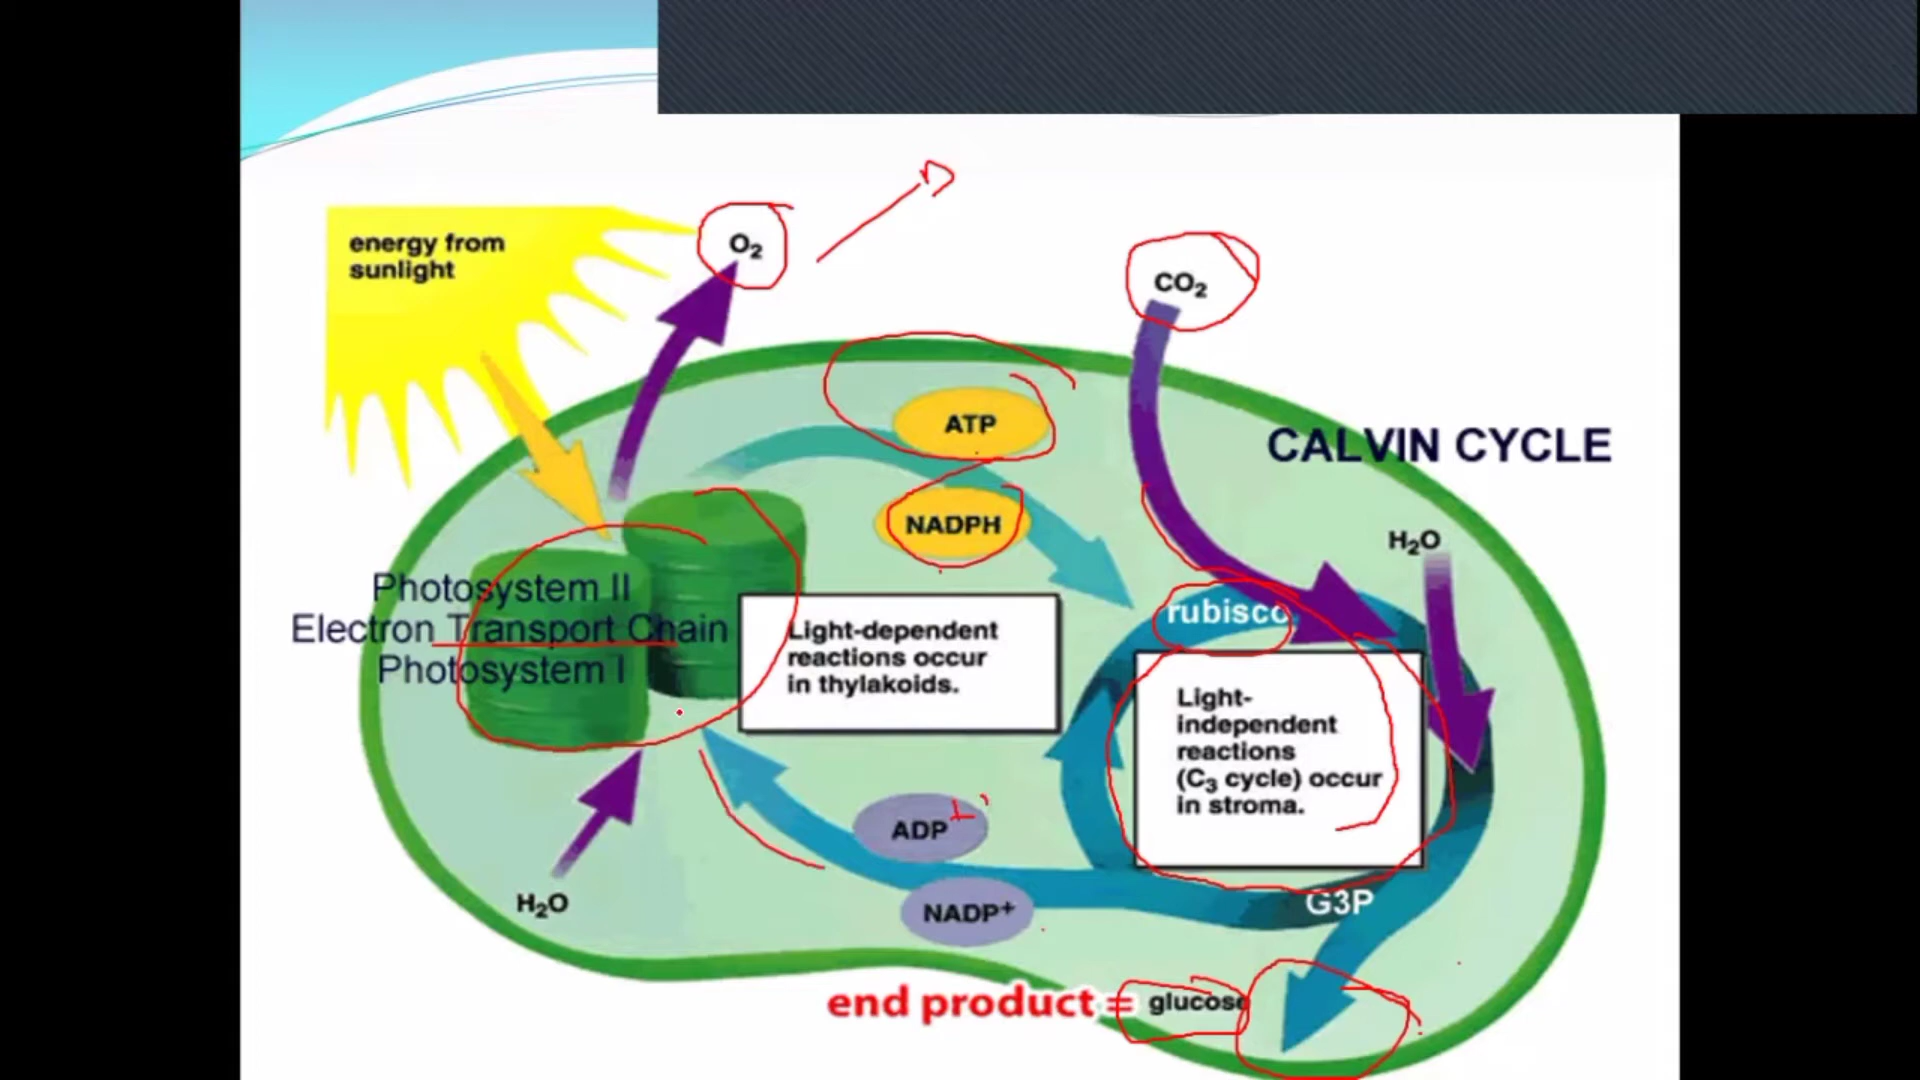 energy from
sunlight
O₂
CO₂
ATP
CALVIN CYCLE
NADPH
H₂O
Photosystem II
Electron Transport Chain
Photosystem I
Light-dependent
reactions occur
in thylakoids.
rubisco
Light-
independent
reactions
(C₃ cycle) occur
in stroma.
ADP
H₂O
NADP⁺
G3P
end product = glucose